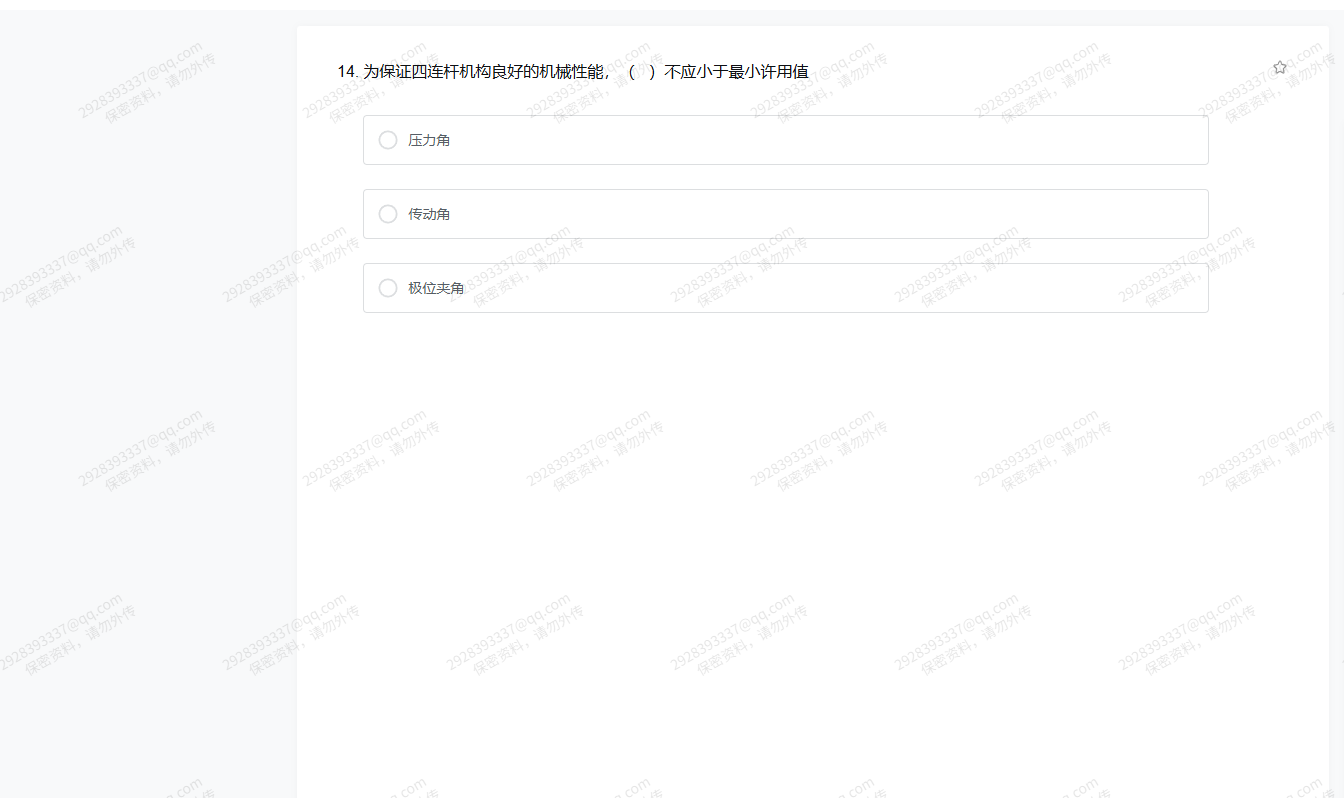 14. 为保证四连杆机构良好的机械性能，（ ）不应小于最小许用值
压力角
传动角
极位夹角
2928393337@qq.com
保密资料，请勿外传